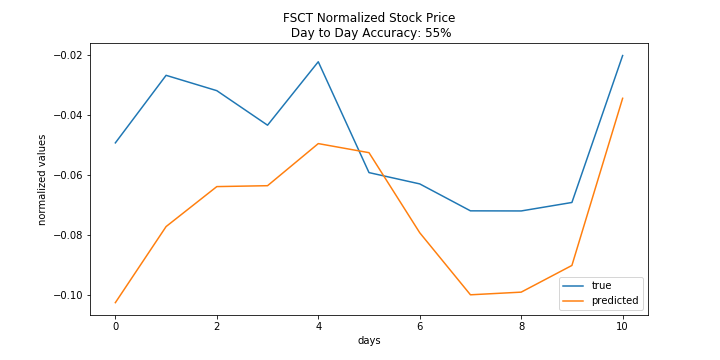 FSCT Normalized Stock Price
Day to Day Accuracy: 55%
normalized values
−0.02
−0.04
−0.06
−0.08
−0.10
0
2
4
6
8
10
days
true
predicted